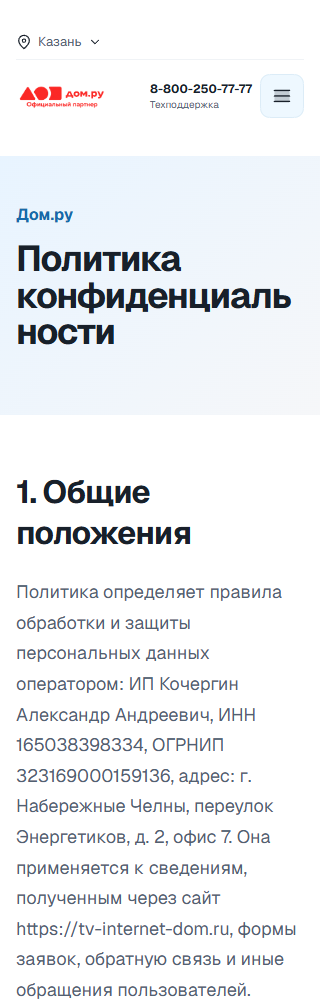 Казань
дом.ру
Официальный партнер
8-800-250-77-77
Техподдержка
Дом.ру
Политика
конфиденциаль
ности
1. Общие
положения
Политика определяет правила
обработки и защиты
персональных данных
оператором: ИП Кочергин
Александр Андреевич, ИНН
165038398334, ОГРНИП
323169000159136, адрес: г.
Набережные Челны, переулок
Энергетиков, д. 2, офис 7. Она
применяется к сведениям,
полученным через сайт
https://tv-internet-dom.ru, формы
заявок, обратную связь и иные
обращения пользователей.